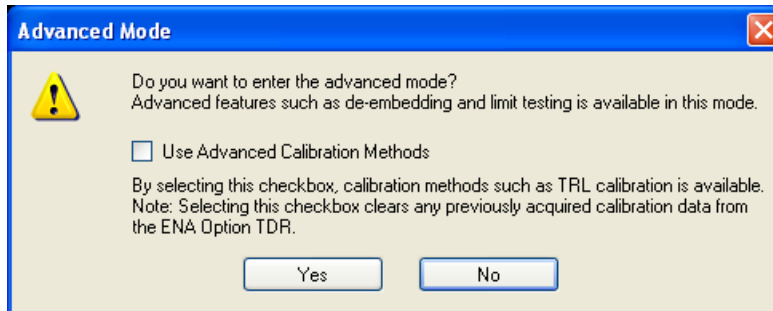 Advanced Mode
Do you want to enter the advanced mode?
Advanced features such as de-embedding and limit testing is available in this mode.
Use Advanced Calibration Methods
By selecting this checkbox, calibration methods such as TRL calibration is available.
Note: Selecting this checkbox clears any previously acquired calibration data from
the ENA Option TDR.
Yes
No